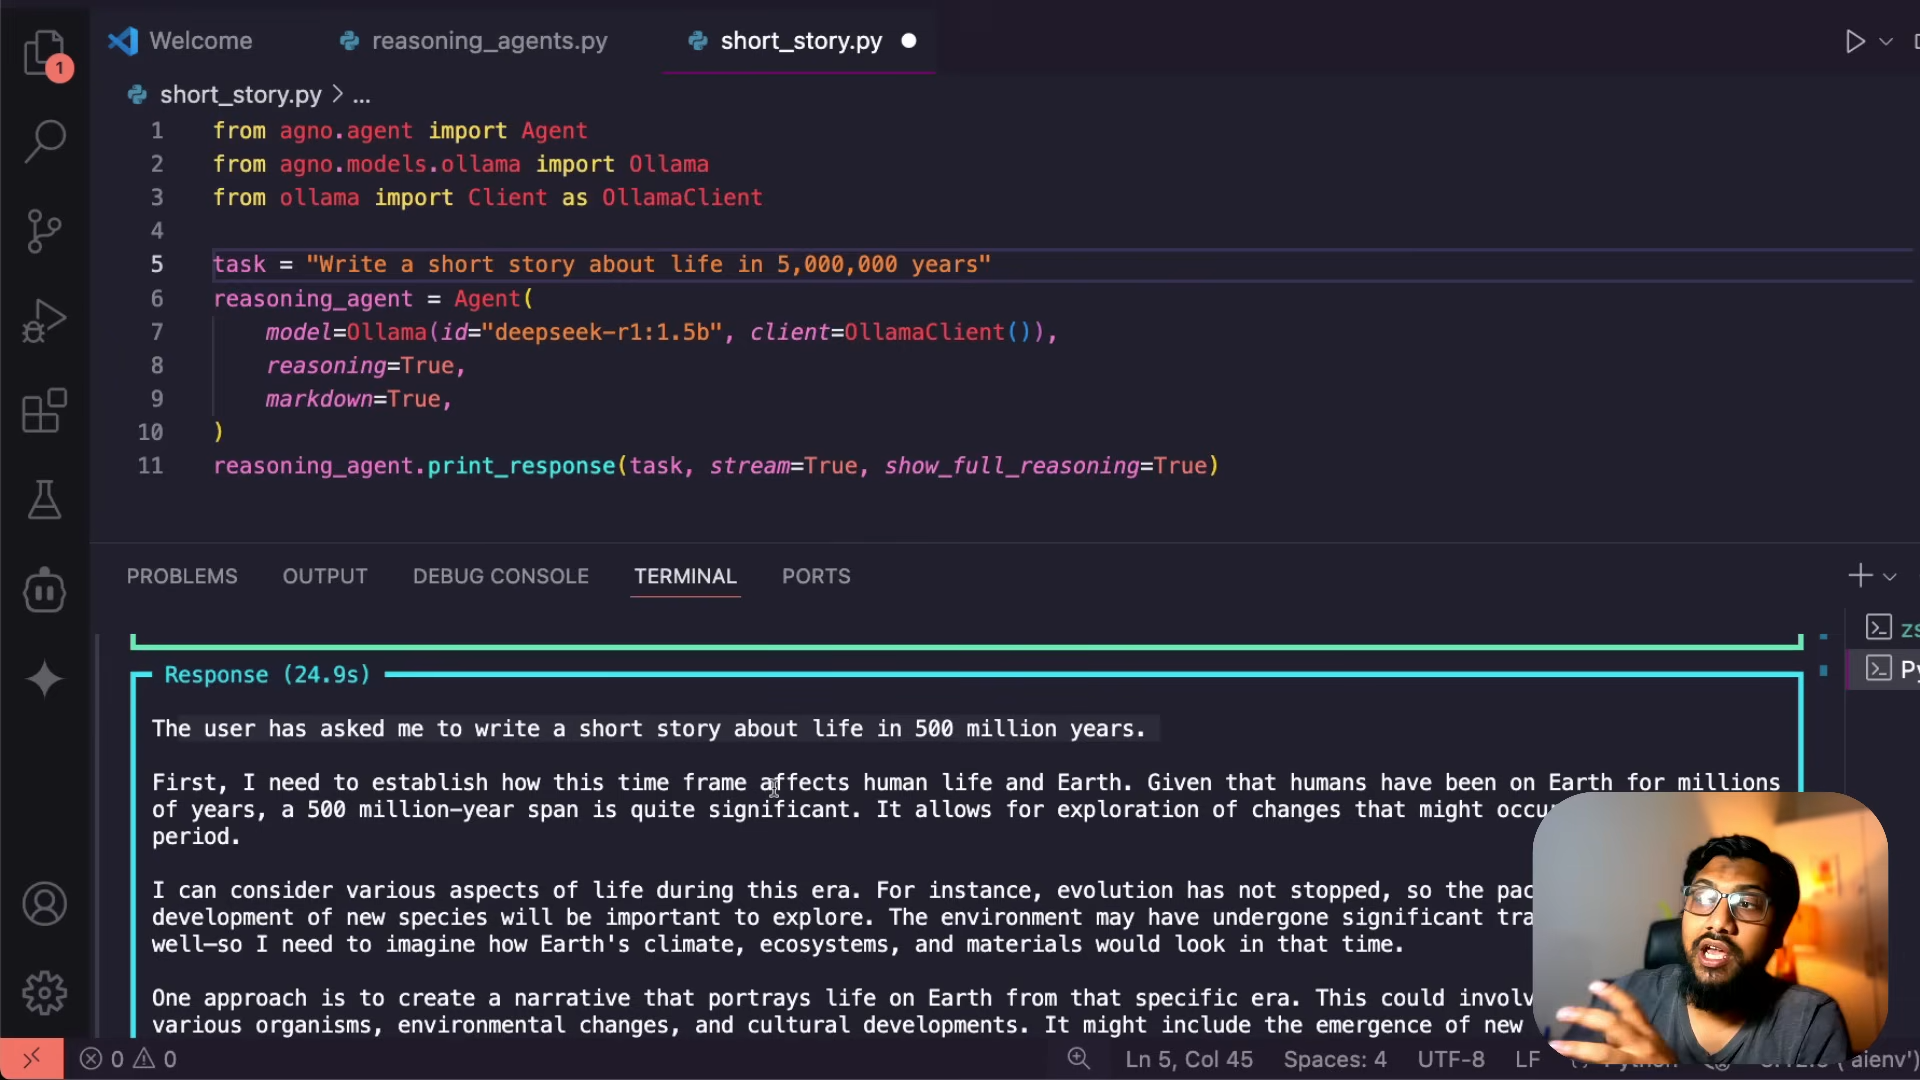 Welcome
reasoning_agents.py
short_story.py
1
short_story.py > ...
1 from agno.agent import Agent
2 from agno.models.ollama import Ollama
3 from ollama import Client as OllamaClient
4
5 task = "Write a short story about life in 5,000,000 years"
6 reasoning_agent = Agent(
7 model=Ollama(id="deepseek-r1:1.5b", client=OllamaClient()),
8 reasoning=True,
9 markdown=True,
10 )
11 reasoning_agent.print_response(task, stream=True, show_full_reasoning=True)
PROBLEMS OUTPUT DEBUG CONSOLE TERMINAL PORTS
Response (24.9s)
The user has asked me to write a short story about life in 500 million years.
First, I need to establish how this time frame affects human life and Earth. Given that humans have been on Earth for millions
of years, a 500 million-year span is quite significant. It allows for exploration of changes that might
period.
I can consider various aspects of life during this era. For instance, evolution has not stopped, so the
development of new species will be important to explore. The environment may have undergone significant
well—so I need to imagine how Earth's climate, ecosystems, and materials would look in that time.
One approach is to create a narrative that portrays life on Earth from that specific era. This could
various organisms, environmental changes, and cultural developments. It might include the emergence of new
0 0
Ln 5, Col 45 Spaces: 4 UTF-8 LF